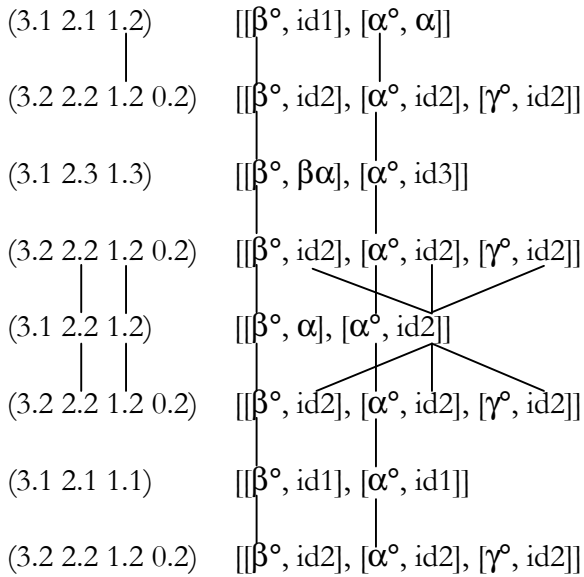 (3.1 2.1 1.2) [[β°, id1], [α°, α]]
(3.2 2.2 1.2 0.2) [[β°, id2], [α°, id2], [γ°, id2]]
(3.1 2.3 1.3) [[β°, βα], [α°, id3]]
(3.2 2.2 1.2 0.2) [[β°, id2], [α°, id2], [γ°, id2]]
(3.1 2.2 1.2) [[β°, α], [α°, id2]]
(3.2 2.2 1.2 0.2) [[β°, id2], [α°, id2], [γ°, id2]]
(3.1 2.1 1.1) [[β°, id1], [α°, id1]]
(3.2 2.2 1.2 0.2) [[β°, id2], [α°, id2], [γ°, id2]]